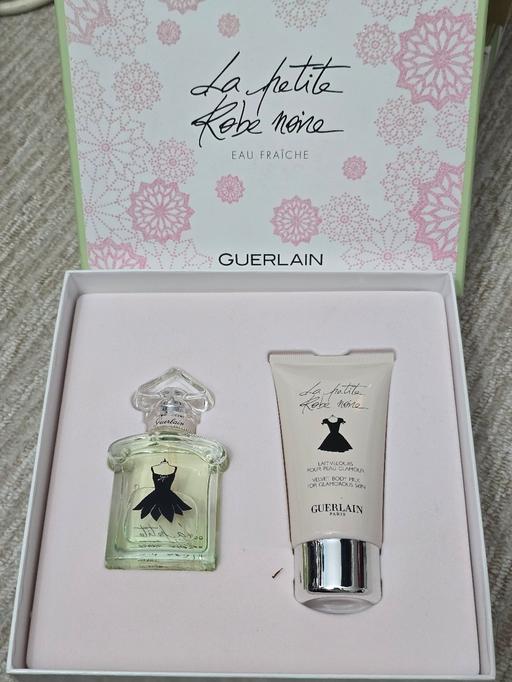 La petite
Robe noire
EAU FRAÎCHE
GUERLAIN
Guerlain
La petite
Robe noire
LAIT VELOURS
POUR PEAU GLAMOUR
VELVET BODY MILK
FOR GLAMOROUS SKIN
GUERLAIN
PARIS